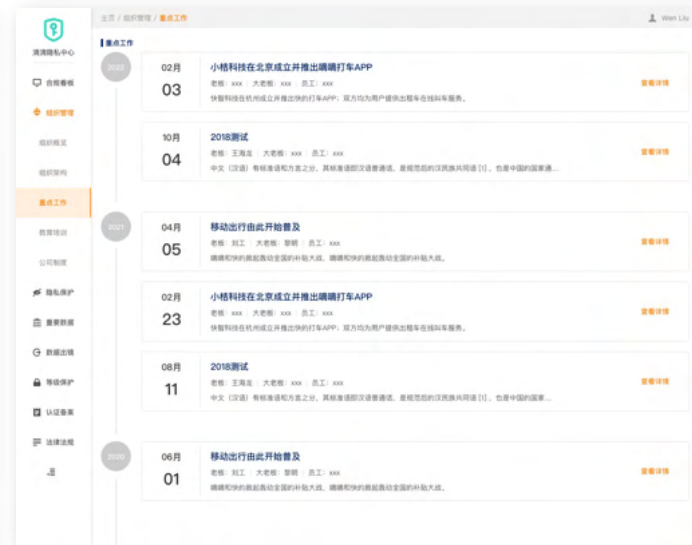 滴滴隐私中心
合规看板
组织管理
组织概览
组织架构
重点工作
教育培训
公司制度
隐私保护
重要数据
数据出境
等级保护
认证备案
法律法规
主页 / 组织管理 / 重点工作
Wen Liu
重点工作
2022
02月
03
小桔科技在北京成立并推出嘀嘀打车APP
老板: xxx | 大老板: xxx | 员工: xxx
快智科技在杭州成立并推出快的打车APP；双方均为用户提供出租车在线叫车服务。
查看详情
10月
04
2018测试
老板: 王海龙 | 大老板: xxx | 员工: xxx
中文（汉语）有标准语和方言之分，其标准语即汉语普通话，是规范后的汉民族共同语 [1]，也是中国的国家通...
查看详情
2021
04月
05
移动出行由此开始普及
老板: 刘工 | 大老板: 黎明 | 员工: xxx
嘀嘀和快的掀起轰动全国的补贴大战，嘀嘀和快的掀起轰动全国的补贴大战。
查看详情
02月
23
小桔科技在北京成立并推出嘀嘀打车APP
老板: xxx | 大老板: xxx | 员工: xxx
快智科技在杭州成立并推出快的打车APP；双方均为用户提供出租车在线叫车服务。
查看详情
08月
11
2018测试
老板: 王海龙 | 大老板: xxx | 员工: xxx
中文（汉语）有标准语和方言之分，其标准语即汉语普通话，是规范后的汉民族共同语 [1]，也是中国的国家...
查看详情
2020
06月
01
移动出行由此开始普及
老板: 刘工 | 大老板: 黎明 | 员工: xxx
嘀嘀和快的掀起轰动全国的补贴大战，嘀嘀和快的掀起轰动全国的补贴大战。
查看详情